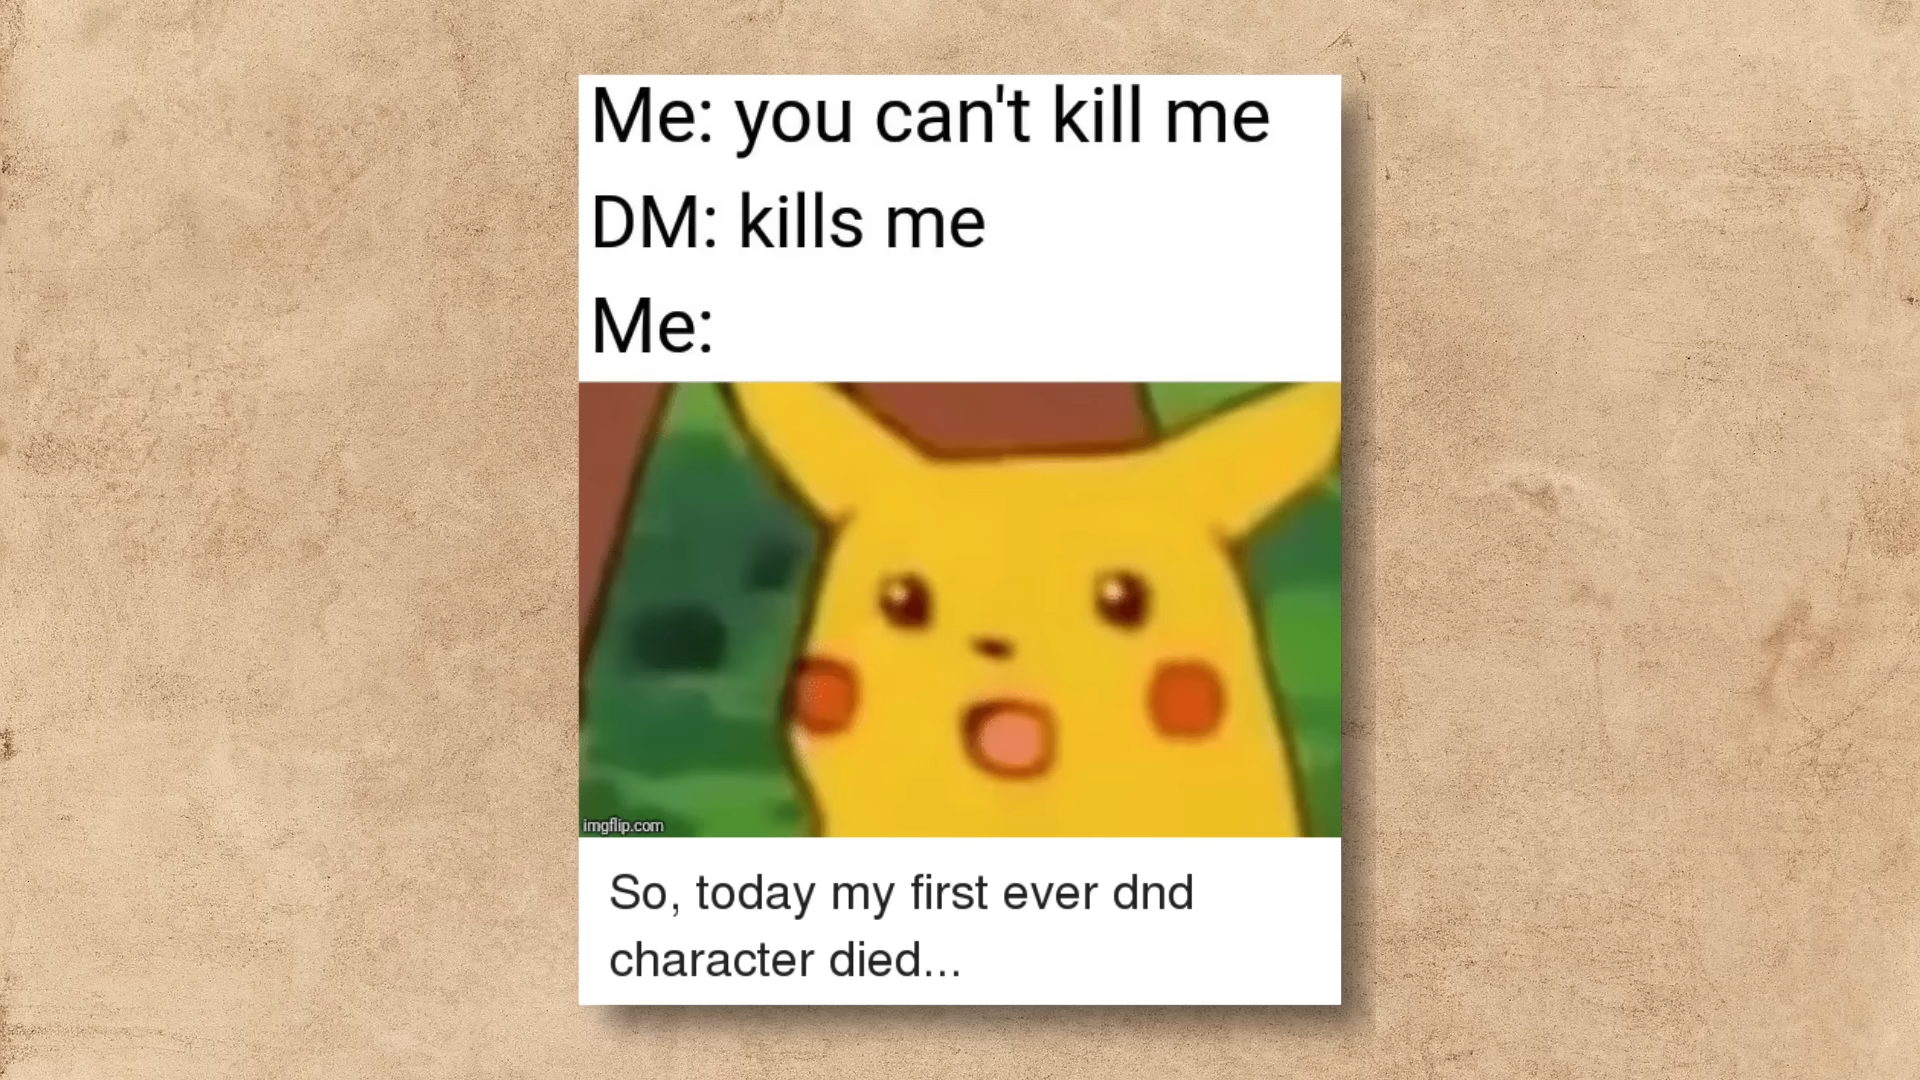 Me: you can't kill me
DM: kills me
Me:
imgflip.com
So, today my first ever dnd
character died...